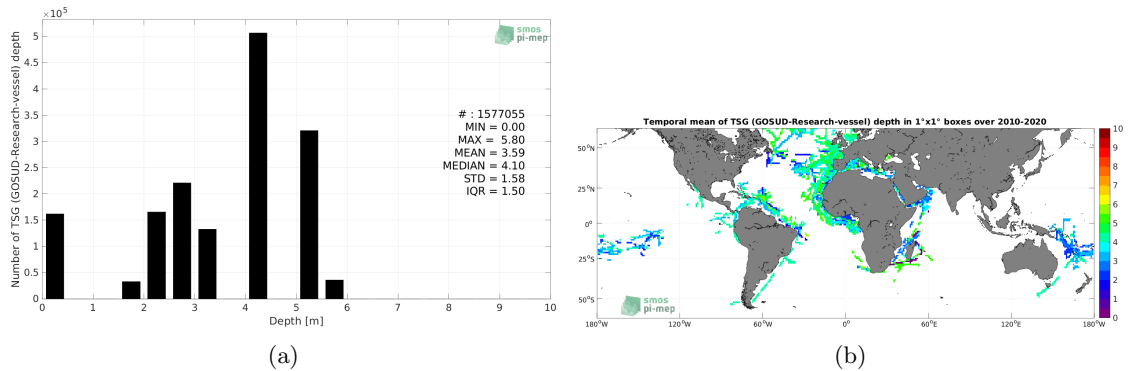 ×10⁵
smos
pi-mep
5
4.5
4
3.5
3
2.5
2
1.5
1
0.5
0
Number of TSG (GOSUD-Research-vessel) depth
# : 1577055
MIN = 0.00
MAX = 5.80
MEAN = 3.59
MEDIAN = 4.10
STD = 1.58
IQR = 1.50
0 1 2 3 4 5 6 7 8 9 10
Depth [m]
(a)
Temporal mean of TSG (GOSUD-Research-vessel) depth in 1°x1° boxes over 2010-2020
50°N
25°N
0°
25°S
50°S
smos
pi-mep
180°W 120°W 60°W 0° 60°E 120°E 180°W
10
9
8
7
6
5
4
3
2
1
0
(b)